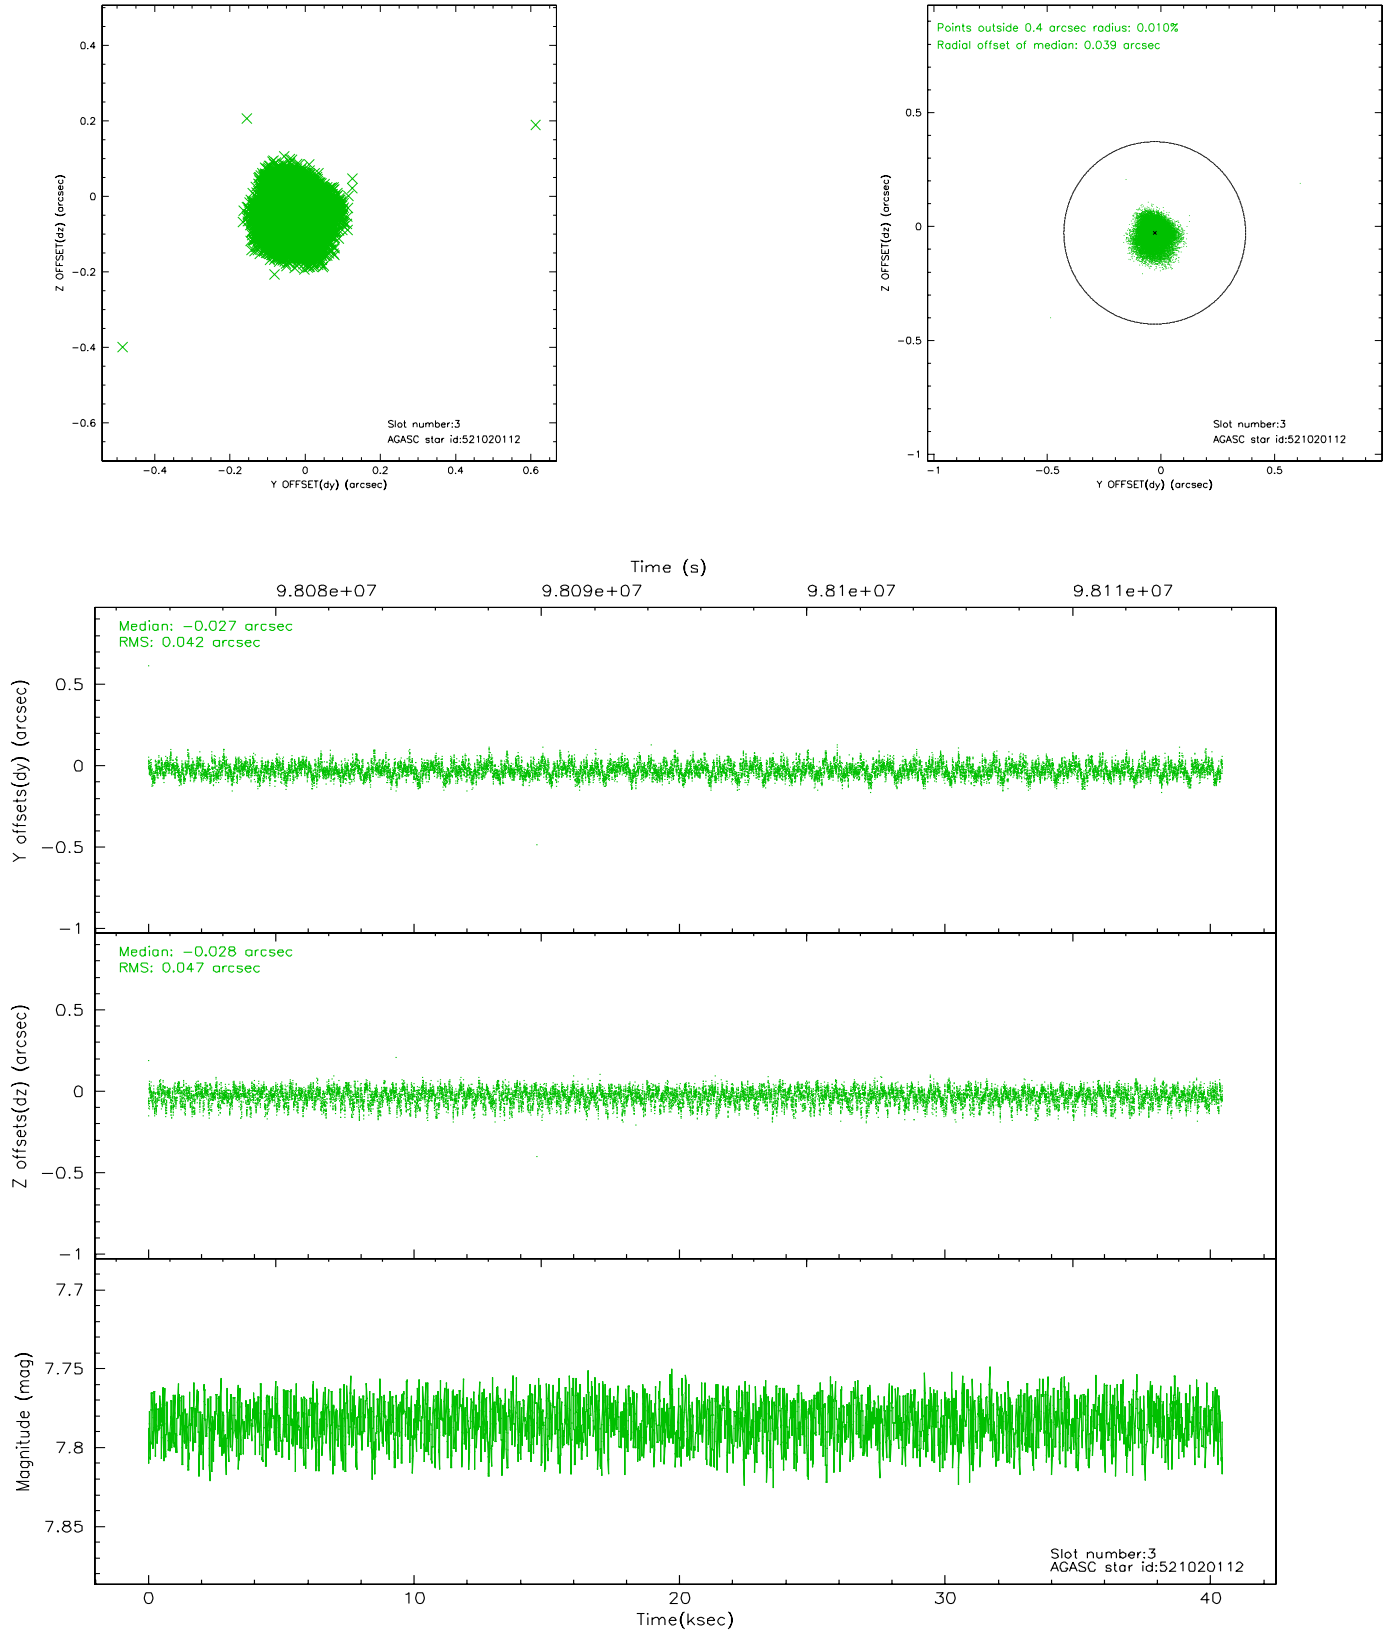 0.4
0.2
0
−0.2
−0.4
−0.6
Z OFFSET(dz) (arcsec)
−0.4 −0.2 0 0.2 0.4 0.6
Y OFFSET(dy) (arcsec)
Slot number:3
AGASC star id:521020112
Points outside 0.4 arcsec radius: 0.010%
Radial offset of median: 0.039 arcsec
0.5
0
−0.5
−1
Z OFFSET(dz) (arcsec)
−1 −0.5 0 0.5
Y OFFSET(dy) (arcsec)
Slot number:3
AGASC star id:521020112
Time (s)
9.808e+07 9.809e+07 9.81e+07 9.811e+07
Median: −0.027 arcsec
RMS: 0.042 arcsec
0.5
0
−0.5
−1
Y offsets(dy) (arcsec)
Median: −0.028 arcsec
RMS: 0.047 arcsec
0.5
0
−0.5
−1
Z offsets(dz) (arcsec)
7.7
7.75
7.8
7.85
Magnitude (mag)
Slot number:3
AGASC star id:521020112
0 10 20 30 40
Time(ksec)